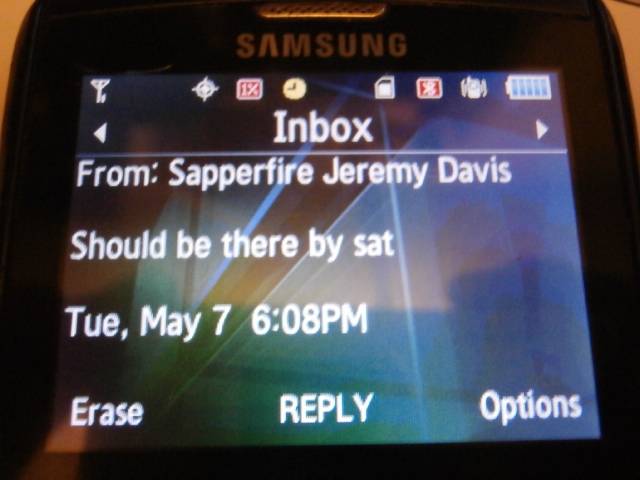 SAMSUNG
1X
Inbox
From: Sapperfire Jeremy Davis
Should be there by sat
Tue, May 7 6:08PM
Erase REPLY Options